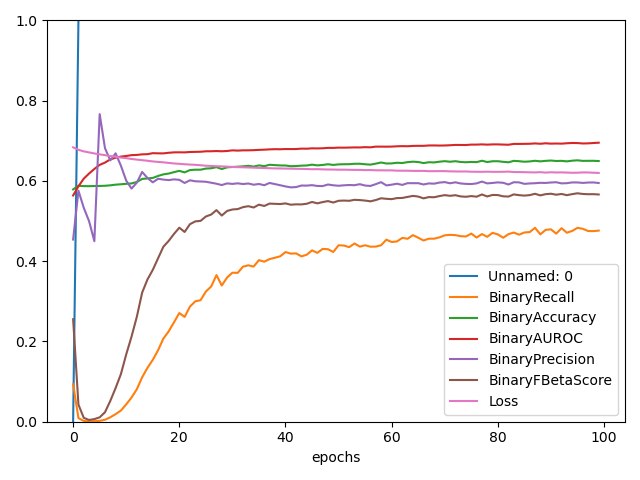 1.0
0.8
0.6
0.4
0.2
0.0
Unnamed: 0
BinaryRecall
BinaryAccuracy
BinaryAUROC
BinaryPrecision
BinaryFBetaScore
Loss
0 20 40 60 80 100
epochs